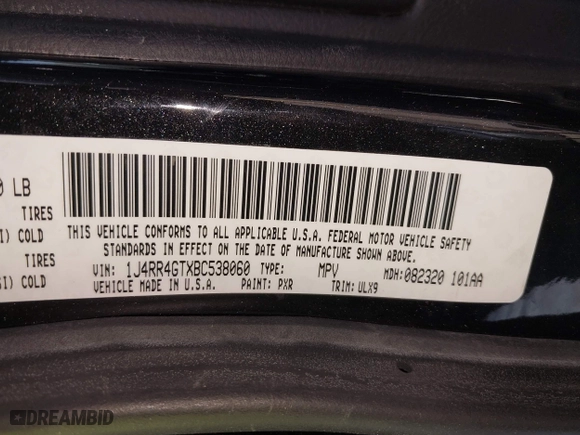 0 LB
TIRES
I) COLD
TIRES
SI) COLD
THIS VEHICLE CONFORMS TO ALL APPLICABLE U.S.A. FEDERAL MOTOR VEHICLE SAFETY
STANDARDS IN EFFECT ON THE DATE OF MANUFACTURE SHOWN ABOVE.
VIN: 1J4RR4GTXBC538060 TYPE: MPV MDH: 082320 101AA
VEHICLE MADE IN U.S.A. PAINT: PXR TRIM: ULX9
DREAMBID